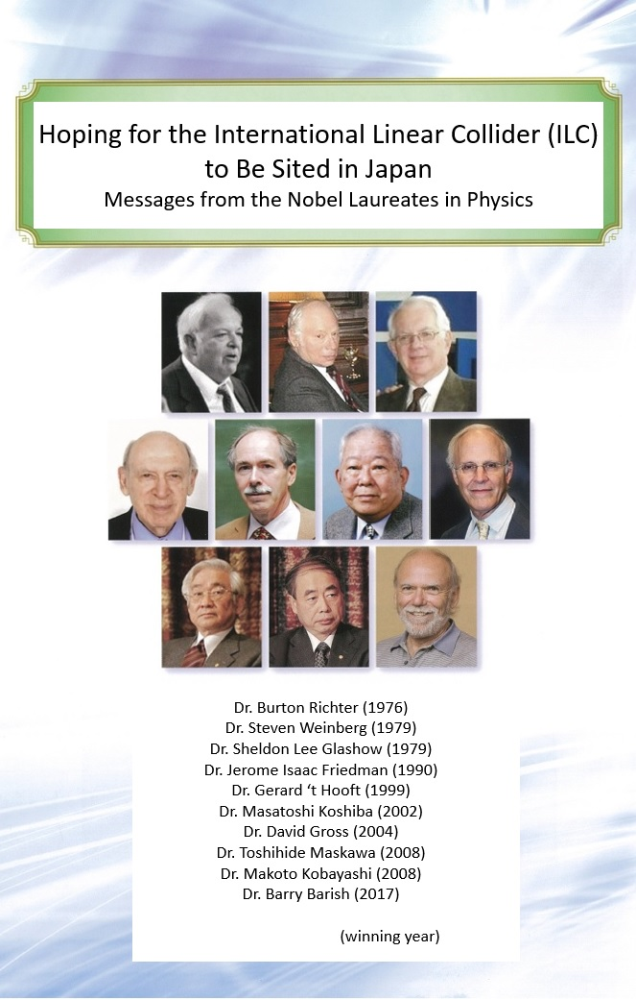 Hoping for the International Linear Collider (ILC)
to Be Sited in Japan
Messages from the Nobel Laureates in Physics
Dr. Burton Richter (1976)
Dr. Steven Weinberg (1979)
Dr. Sheldon Lee Glashow (1979)
Dr. Jerome Isaac Friedman (1990)
Dr. Gerard ‘t Hooft (1999)
Dr. Masatoshi Koshiba (2002)
Dr. David Gross (2004)
Dr. Toshihide Maskawa (2008)
Dr. Makoto Kobayashi (2008)
Dr. Barry Barish (2017)
(winning year)